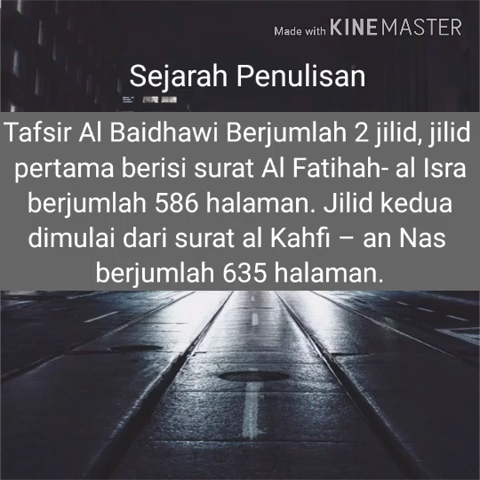 Made with KINEMASTER
Sejarah Penulisan
Tafsir Al Baidhawi Berjumlah 2 jilid, jilid
pertama berisi surat Al Fatihah- al Isra
berjumlah 586 halaman. Jilid kedua
dimulai dari surat al Kahfi – an Nas
berjumlah 635 halaman.